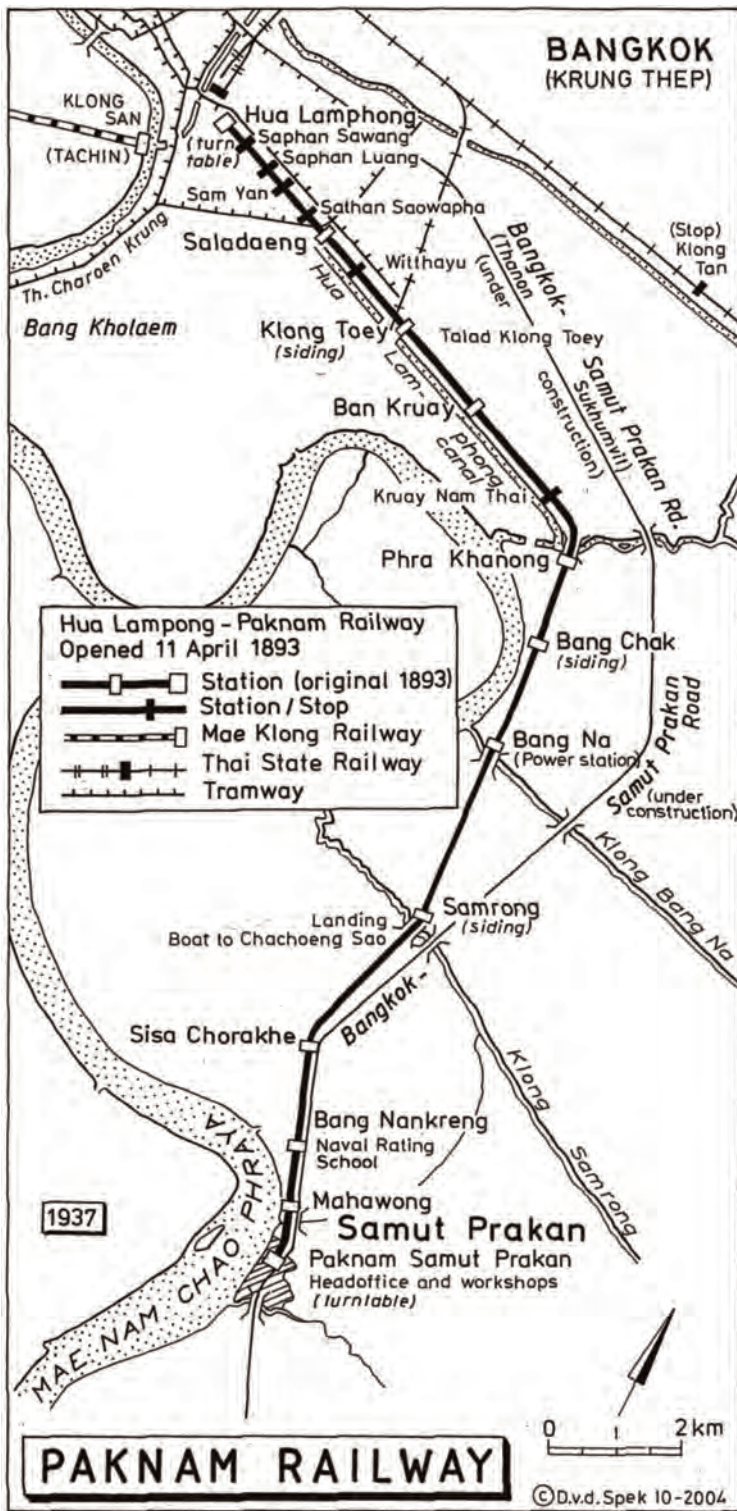 BANGKOK
(KRUNG THEP)
KLONG
SAN
(TACHIN)
Hua Lamphong
(turn
table)
Saphan Sawang
Saphan Luang
Sam Yan
Sathan Saowapha
Saladaeng
Th. Charoen Krung
Hua
Witthayu
(Stop)
Klong
Tan
Bang Kholaem
Klong Toey
(siding)
Talad Klong Toey
Lam-
phong
canal
Bangkok-
(Thanon
(under
Samut Prakan Rd.
Sukhumvit)
construction)
Ban Kruay
Kruay Nam Thai
Phra Khanong
Hua Lampong - Paknam Railway
Opened 11 April 1893
Station (original 1893)
Station / Stop
Mae Klong Railway
Thai State Railway
Tramway
Bang Chak
(siding)
Bang Na
(Power station)
Samut Prakan
Road
(under
construction)
Klong Bang Na
Landing
Boat to Chachoeng Sao
Samrong
(siding)
Bangkok-
Sisa Chorakhe
Klong
Samrong
Bang Nankreng
Naval Rating
School
1937
Mahawong
Samut Prakan
Paknam Samut Prakan
Headoffice and workshops
(turntable)
MAE NAM CHAO PHRAYA
0 2 km
PAKNAM RAILWAY
© D.v.d. Spek 10-2004